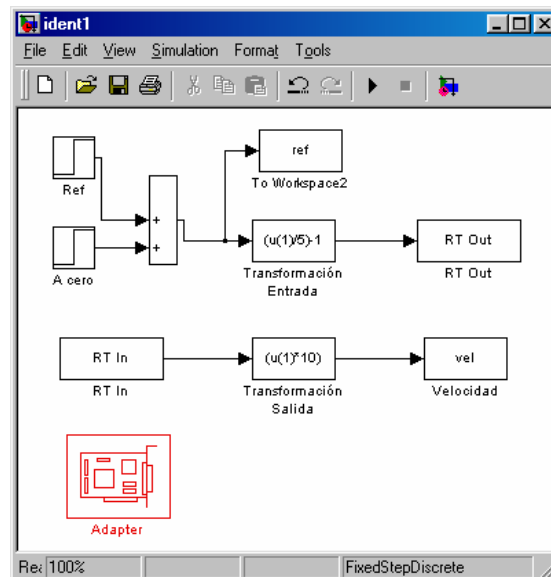 ident1
File Edit View Simulation Format Tools
Ref
ref
To Workspace2
+
+
A cero
(u(1)/5)-1
Transformación
Entrada
RT Out
RT Out
RT In
RT In
(u(1)*10)
Transformación
Salida
vel
Velocidad
Adapter
Rea 100% FixedStepDiscrete